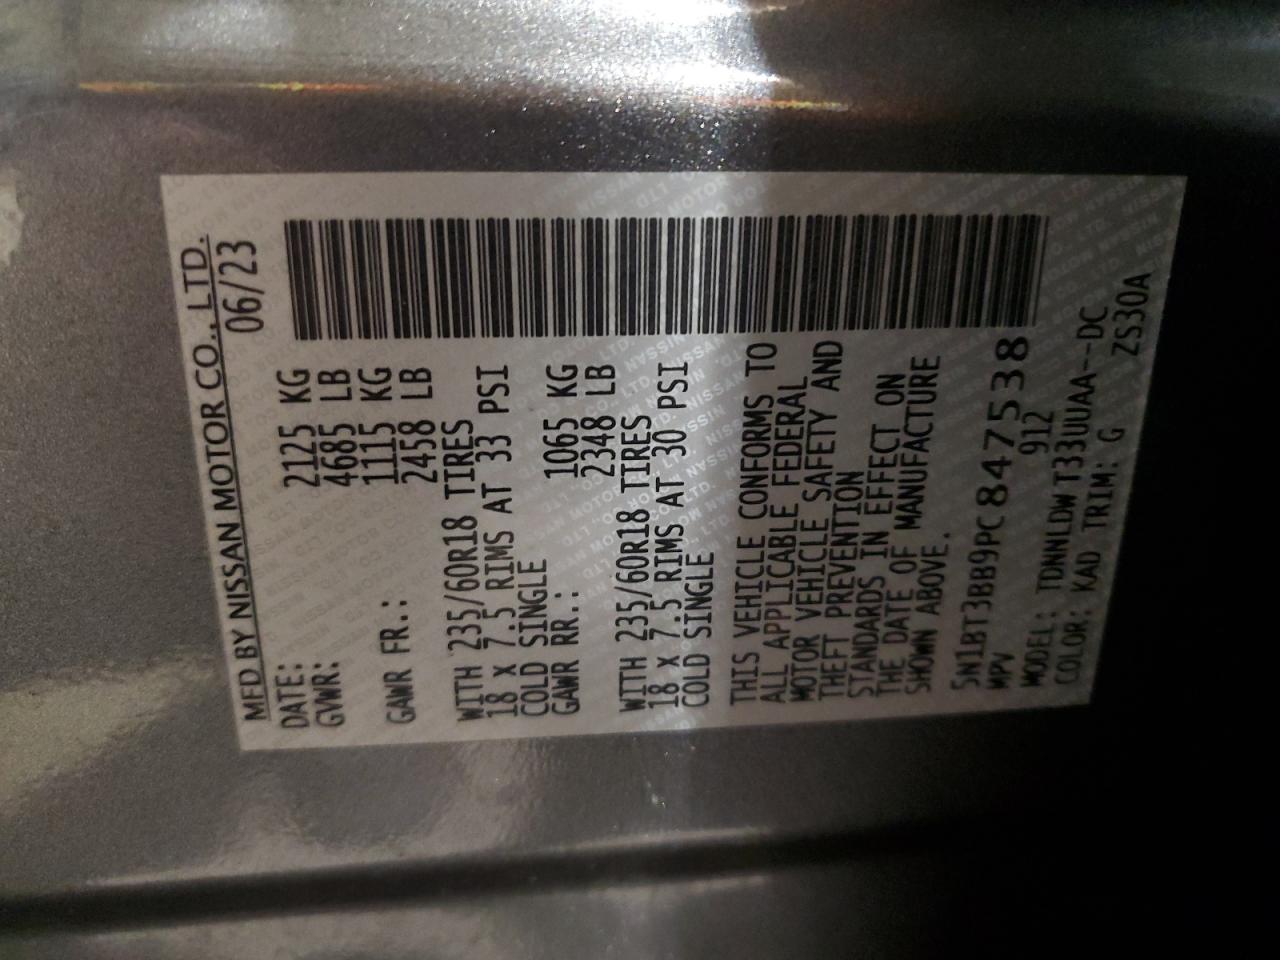 MFD BY NISSAN MOTOR CO., LTD.
DATE: 06/23
GVWR: 2125 KG
4685 LB
GAWR FR.: 1115 KG
2458 LB
WITH 235/60R18 TIRES
18 X 7.5 RIMS AT 33 PSI
COLD SINGLE
GAWR RR.: 1065 KG
2348 LB
WITH 235/60R18 TIRES
18 X 7.5 RIMS AT 30 PSI
COLD SINGLE
THIS VEHICLE CONFORMS TO
ALL APPLICABLE FEDERAL
MOTOR VEHICLE SAFETY AND
THEFT PREVENTION
STANDARDS IN EFFECT ON
THE DATE OF MANUFACTURE
SHOWN ABOVE.
5N1BT3BB9PC847538
MPV 912
MODEL: TDNNLDWT33UUAA--DC
COLOR: KAD TRIM: G ZS30A